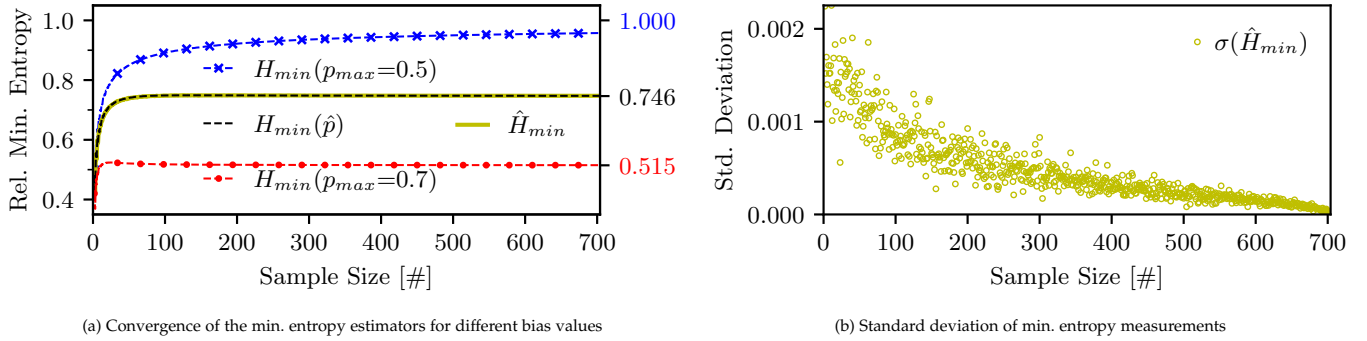 Rel. Min. Entropy
1.0
0.8
0.6
0.4
0 100 200 300 400 500 600 700
Sample Size [#]
1.000
0.746
0.515
H_min(p_max=0.5)
H_min(p̂) Ĥ_min
H_min(p_max=0.7)
(a) Convergence of the min. entropy estimators for different bias values
Std. Deviation
0.002
0.001
0.000
0 100 200 300 400 500 600 700
Sample Size [#]
σ(Ĥ_min)
(b) Standard deviation of min. entropy measurements